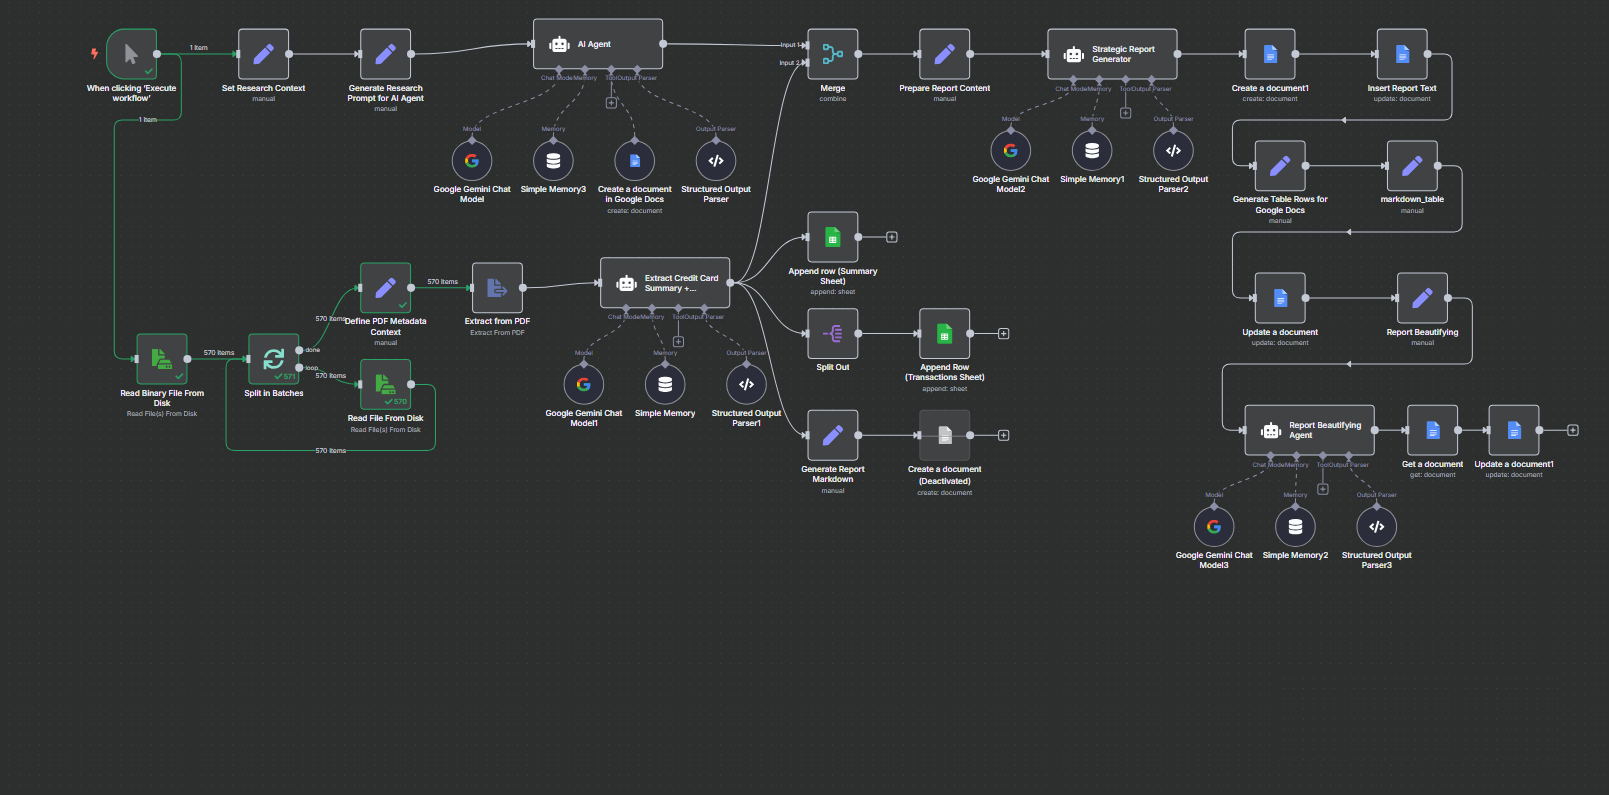 When clicking 'Execute
workflow'
1 item
1 item
Set Research Context
manual
Generate Research
Prompt for AI Agent
manual
AI Agent
Chat Model
Memory
Tool
Output Parser
Model
Google Gemini Chat
Model
Memory
Simple Memory3
Create a document
in Google Docs
create: document
Output Parser
Structured Output
Parser
Input 1
Input 2
Merge
combine
Prepare Report Content
manual
Strategic Report
Generator
Chat Model
Memory
Tool
Output Parser
Model
Google Gemini Chat
Model2
Memory
Simple Memory1
Output Parser
Structured Output
Parser2
Create a document1
create: document
Insert Report Text
update: document
Generate Table Rows for
Google Docs
manual
markdown_table
manual
Update a document
update: document
Report Beautifying
manual
Read Binary File From
Disk
Read File(s) From Disk
570 items
Split in Batches
571
done
loop
570 items
570 items
570 items
Define PDF Metadata
Context
manual
Read File From Disk
Read File(s) From Disk
570
570 items
Extract from PDF
Extract From PDF
Extract Credit Card
Summary +...
Chat Model
Memory
Tool
Output Parser
Model
Google Gemini Chat
Model1
Memory
Simple Memory
Output Parser
Structured Output
Parser1
Append row (Summary
Sheet)
append: sheet
Split Out
Append Row
(Transactions Sheet)
append: sheet
Generate Report
Markdown
manual
Create a document
(Deactivated)
create: document
Report Beautifying
Agent
Chat Model
Memory
Tool
Output Parser
Model
Google Gemini Chat
Model3
Memory
Simple Memory2
Output Parser
Structured Output
Parser3
Get a document
get: document
Update a document1
update: document